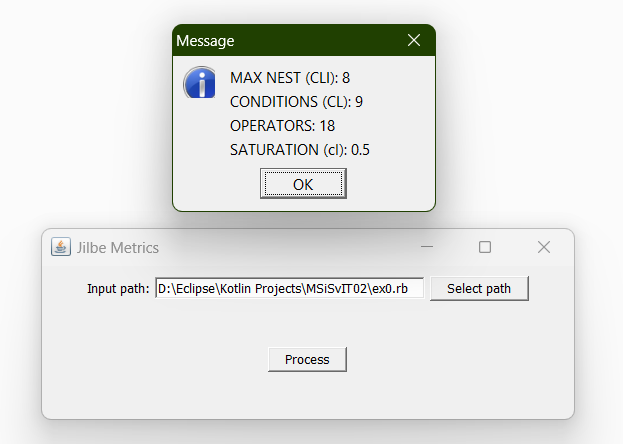 Message
MAX NEST (CLI): 8
CONDITIONS (CL): 9
OPERATORS: 18
SATURATION (cl): 0.5
OK
Jilbe Metrics
Input path: D:\Eclipse\Kotlin Projects\MSiSvIT02\ex0.rb Select path
Process